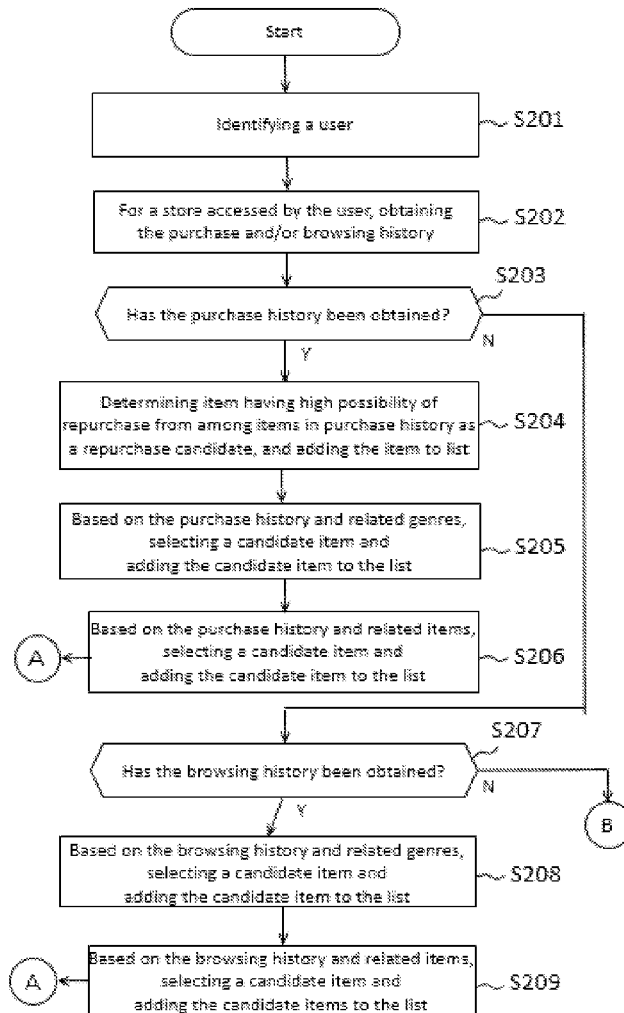 Start
Identifying a user
S201
For a store accessed by the user, obtaining
the purchase and/or browsing history
S202
S203
Has the purchase history been obtained?
N
Y
Determining item having high possibility of
repurchase from among items in purchase history as
a repurchase candidate, and adding the item to list
S204
Based on the purchase history and related genres,
selecting a candidate item and
adding the candidate item to the list
S205
Based on the purchase history and related items,
selecting a candidate item and
adding the candidate item to the list
S206
A
S207
Has the browsing history been obtained?
N
Y
B
Based on the browsing history and related genres,
selecting a candidate item and
adding the candidate item to the list
S208
Based on the browsing history and related items,
selecting a candidate item and
adding the candidate items to the list
S209
A